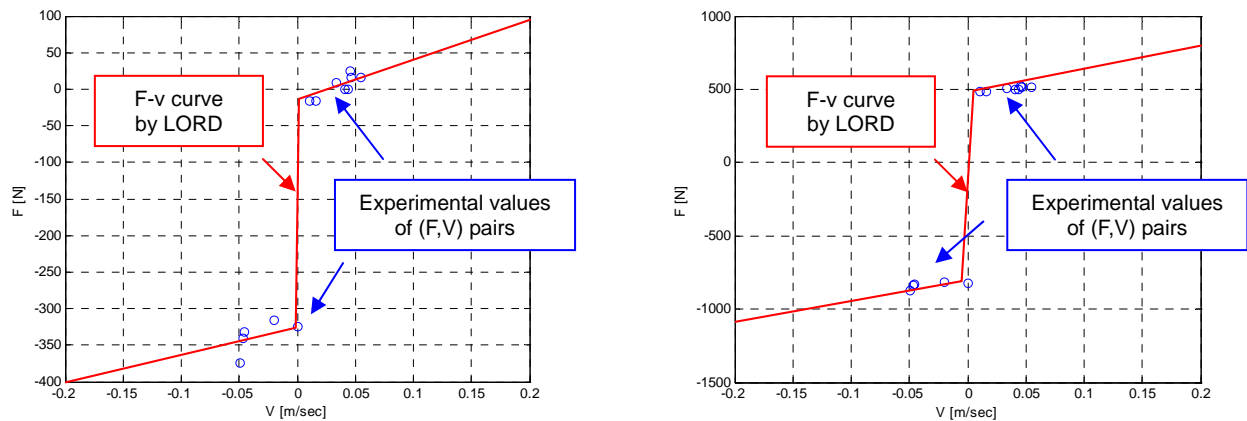 100
50
0
-50
-100
-150
-200
-250
-300
-350
-400
F [N]
-0.2
-0.15
-0.1
-0.05
0
0.05
0.1
0.15
0.2
V [m/sec]
F-v curve
by LORD
Experimental values
of (F,V) pairs
1000
500
0
-500
-1000
-1500
F [N]
-0.2
-0.15
-0.1
-0.05
0
0.05
0.1
0.15
0.2
V [m/sec]
F-v curve
by LORD
Experimental values
of (F,V) pairs